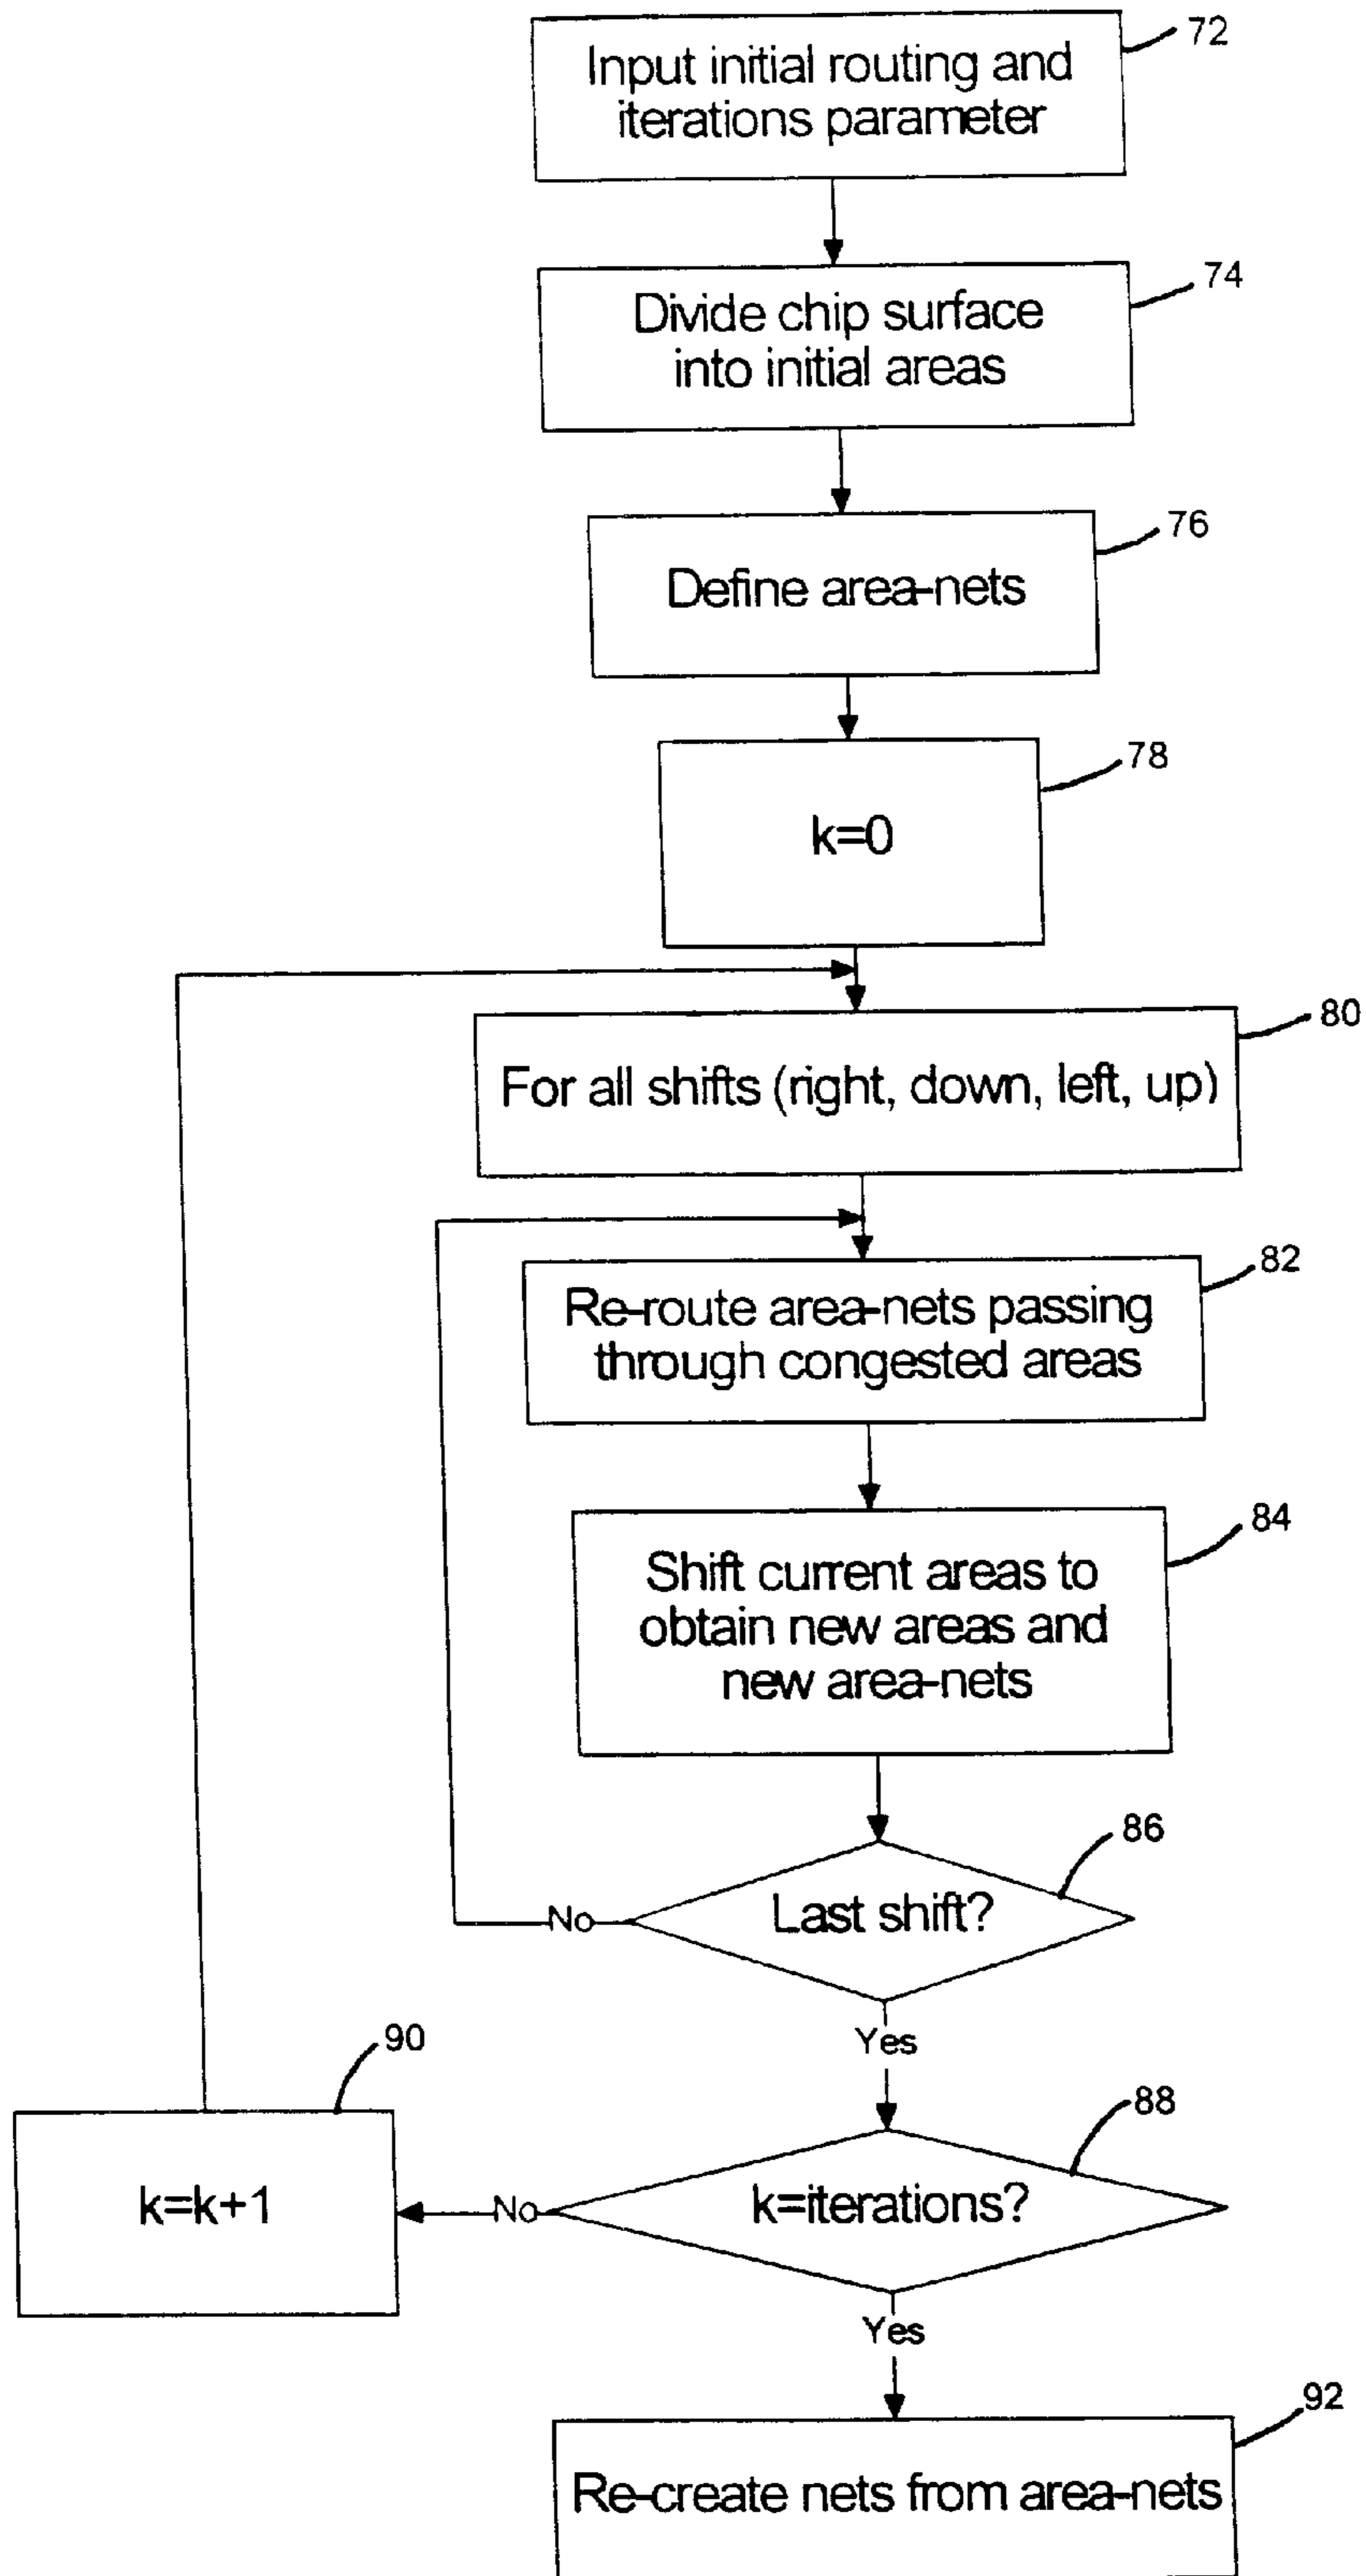 72
Input initial routing and
iterations parameter
74
Divide chip surface
into initial areas
76
Define area-nets
78
k=0
80
For all shifts (right, down, left, up)
82
Re-route area-nets passing
through congested areas
84
Shift current areas to
obtain new areas and
new area-nets
86
Last shift?
No
Yes
90
88
k=k+1
No
k=iterations?
Yes
92
Re-create nets from area-nets